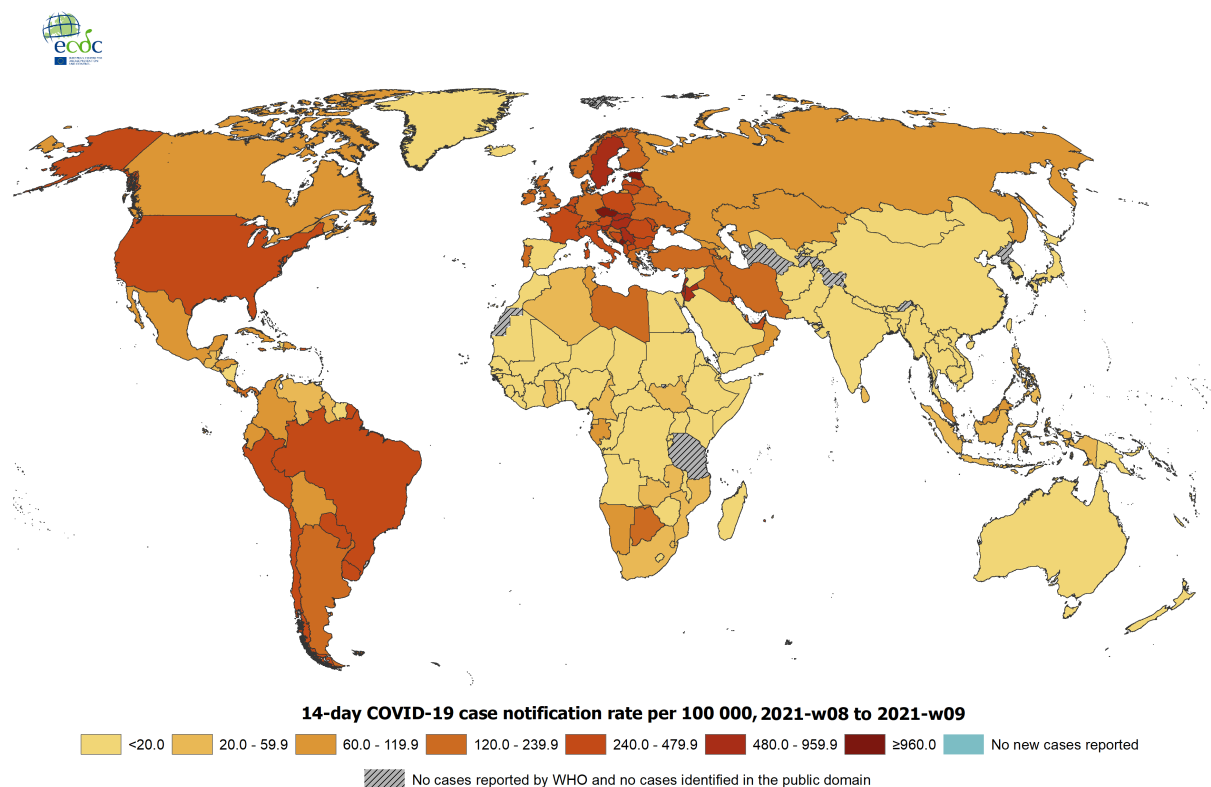 ecdc
14-day COVID-19 case notification rate per 100 000, 2021-w08 to 2021-w09
<20.0 20.0 - 59.9 60.0 - 119.9 120.0 - 239.9 240.0 - 479.9 480.0 - 959.9 ≥960.0 No new cases reported
No cases reported by WHO and no cases identified in the public domain